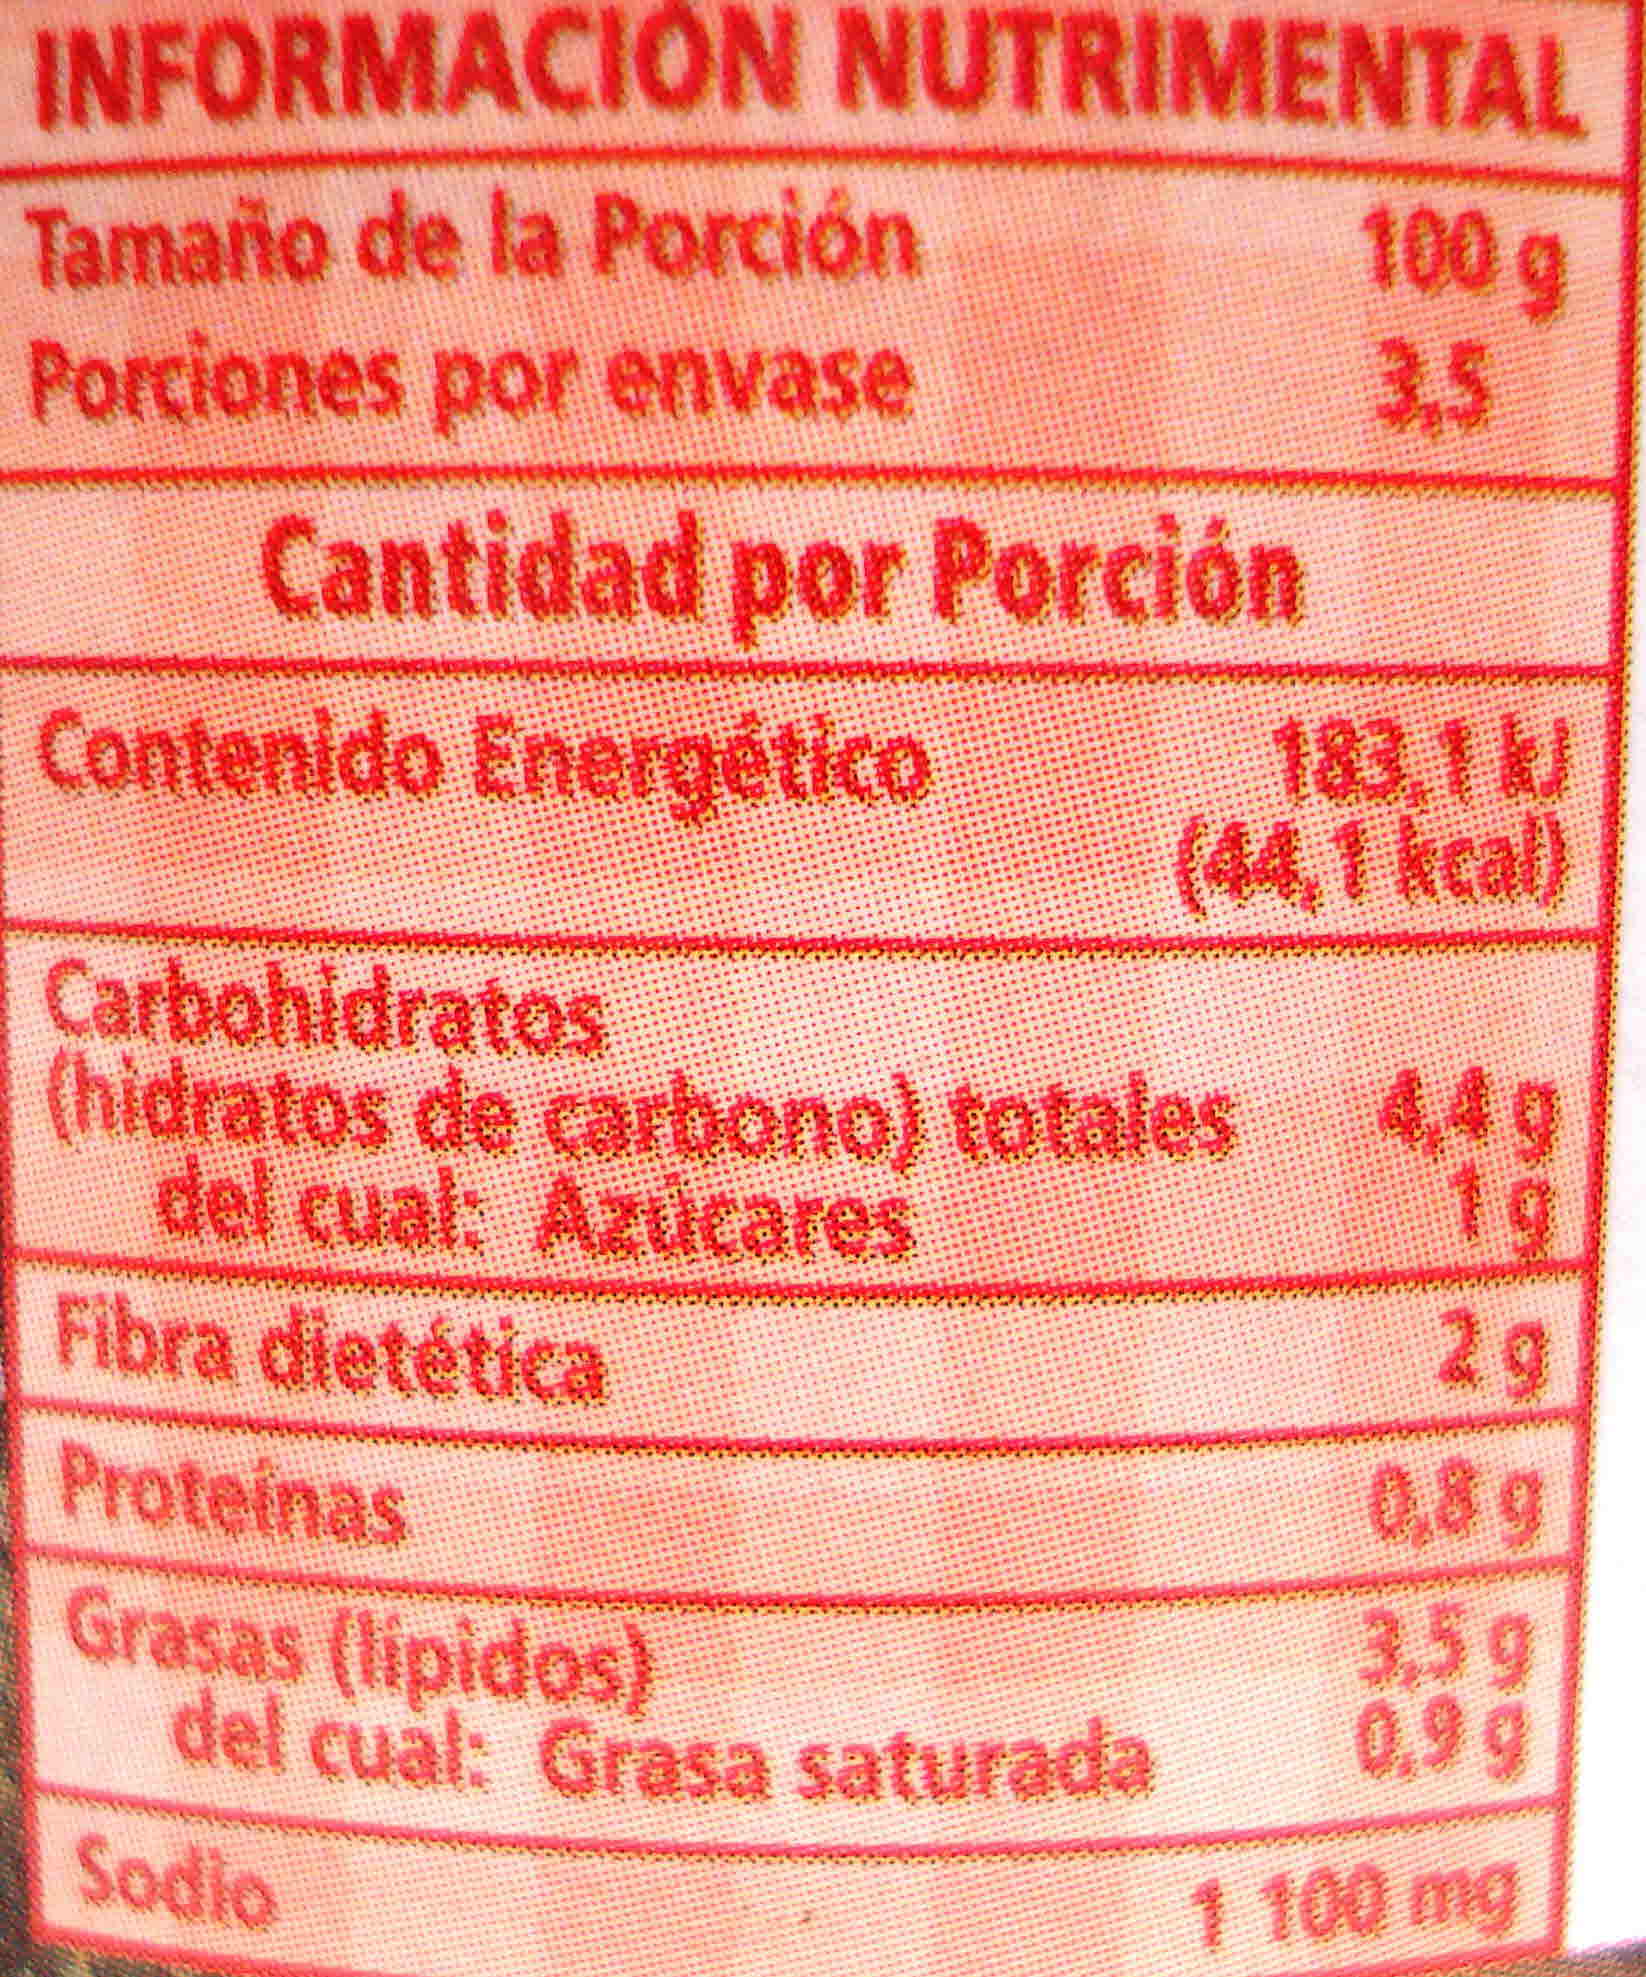 INFORMACIÓN NUTRIMENTAL
Tamaño de la Porción 100 g
Porciones por envase 3,5
Cantidad por Porción
Contenido Energético 183,1 kJ
(44,1 kcal)
Carbohidratos
(hidratos de carbono) totales 4,4 g
del cual: Azúcares 1 g
Fibra dietética 2 g
Proteínas 0,8 g
Grasas (lípidos) 3,5 g
del cual: Grasa saturada 0,9 g
Sodio 1 100 mg